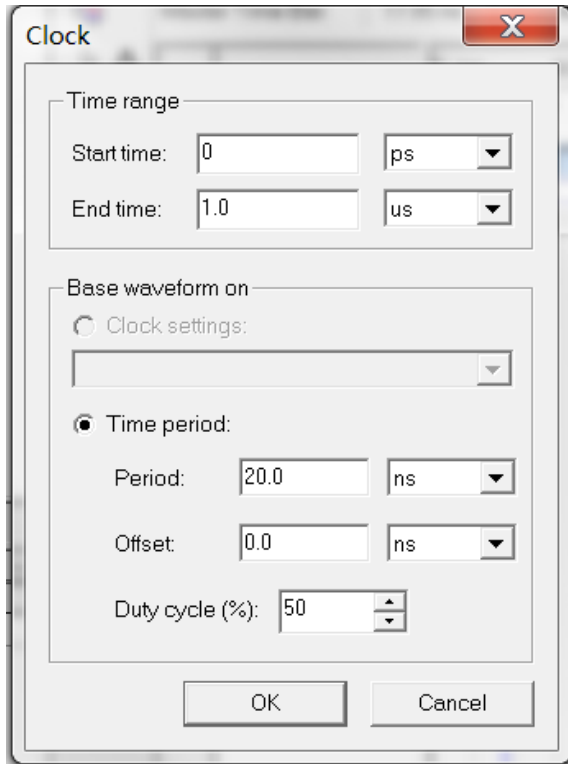 Clock
Time range
Start time: 0 ps
End time: 1.0 us
Base waveform on
Clock settings:
Time period:
Period: 20.0 ns
Offset: 0.0 ns
Duty cycle (%): 50
OK Cancel